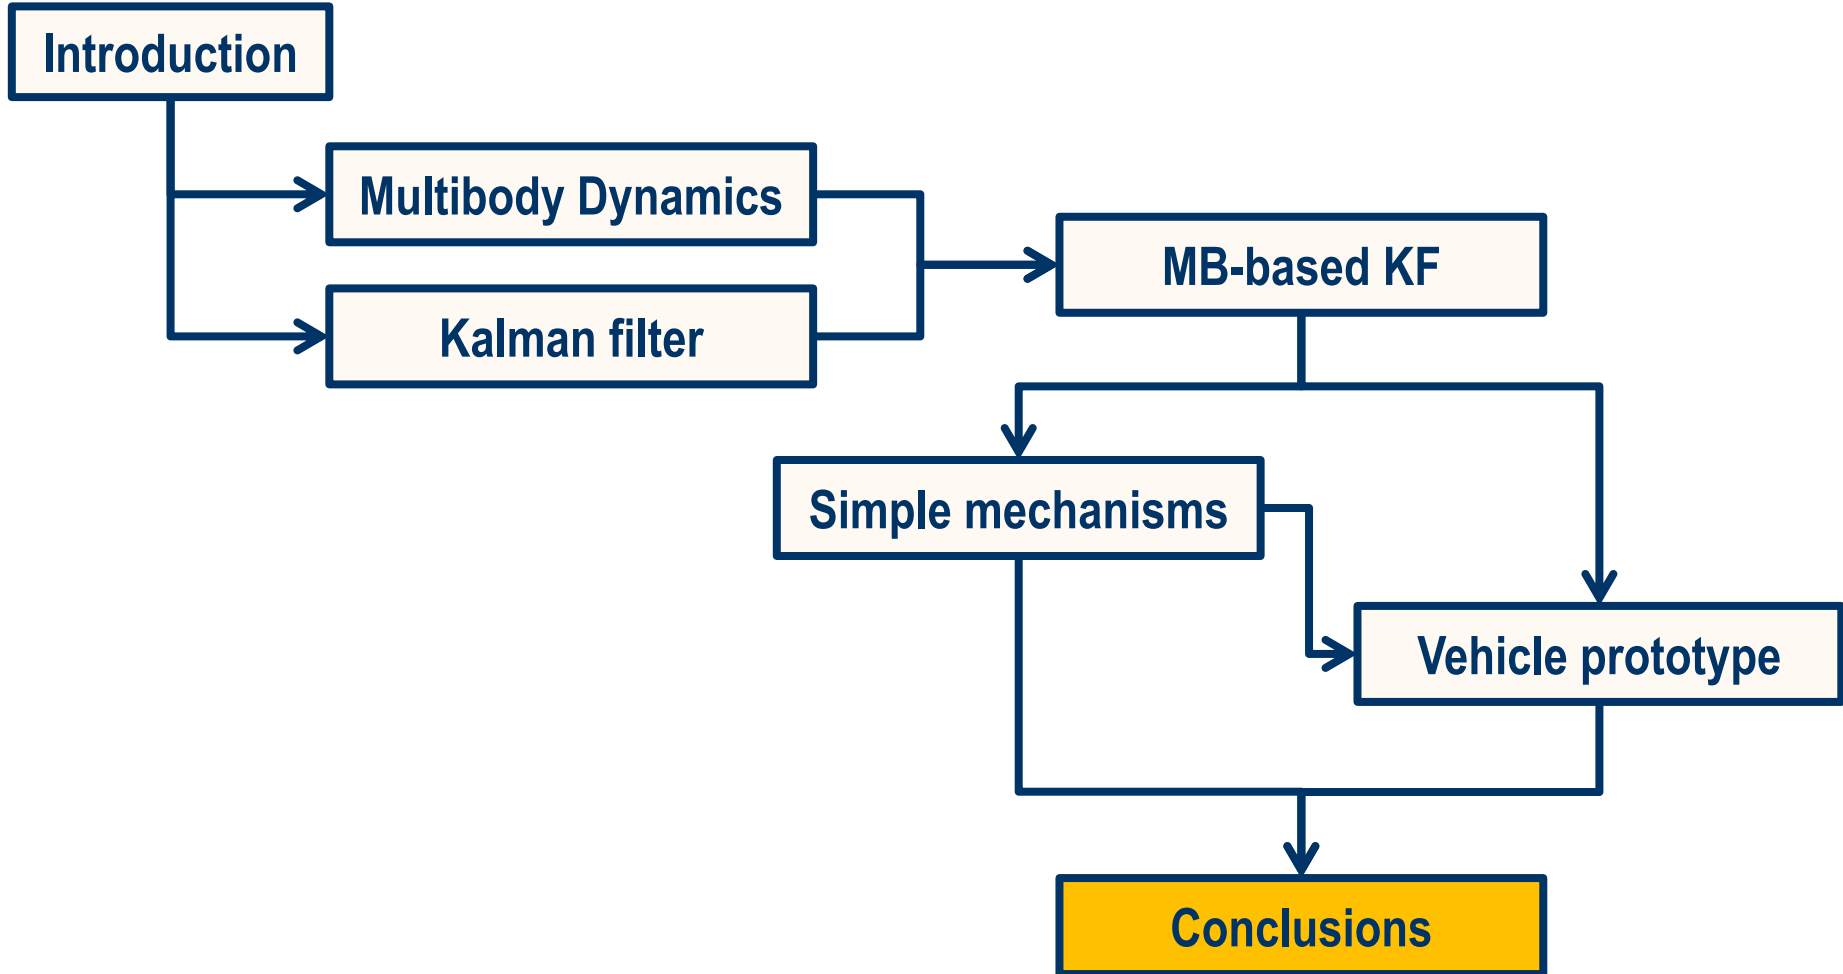 Introduction
Multibody Dynamics
MB-based KF
Kalman filter
Simple mechanisms
Vehicle prototype
Conclusions